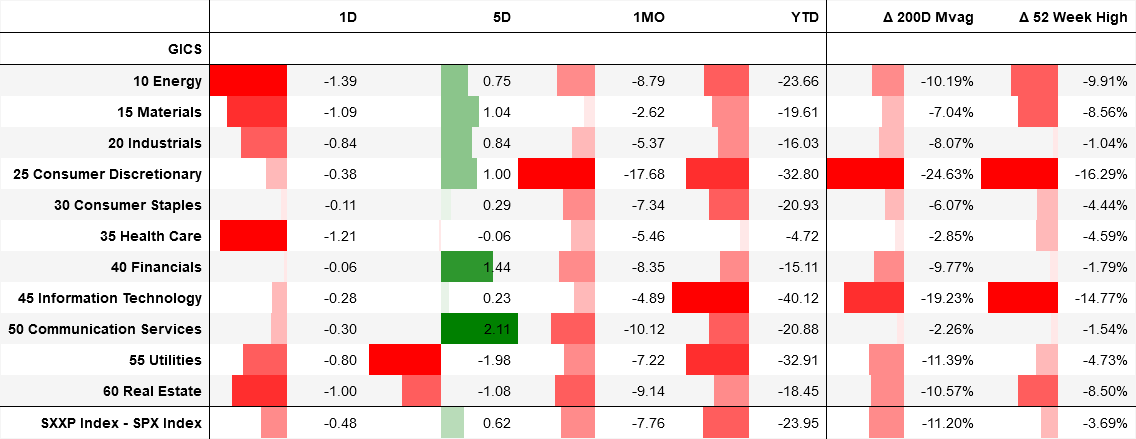 1D 5D 1MO YTD Δ 200D Mvag Δ 52 Week High
GICS
10 Energy -1.39 0.75 -8.79 -23.66 -10.19% -9.91%
15 Materials -1.09 1.04 -2.62 -19.61 -7.04% -8.56%
20 Industrials -0.84 0.84 -5.37 -16.03 -8.07% -1.04%
25 Consumer Discretionary -0.38 1.00 -17.68 -32.80 -24.63% -16.29%
30 Consumer Staples -0.11 0.29 -7.34 -20.93 -6.07% -4.44%
35 Health Care -1.21 -0.06 -5.46 -4.72 -2.85% -4.59%
40 Financials -0.06 1.44 -8.35 -15.11 -9.77% -1.79%
45 Information Technology -0.28 0.23 -4.89 -40.12 -19.23% -14.77%
50 Communication Services -0.30 2.11 -10.12 -20.88 -2.26% -1.54%
55 Utilities -0.80 -1.98 -7.22 -32.91 -11.39% -4.73%
60 Real Estate -1.00 -1.08 -9.14 -18.45 -10.57% -8.50%
SXXP Index - SPX Index -0.48 0.62 -7.76 -23.95 -11.20% -3.69%